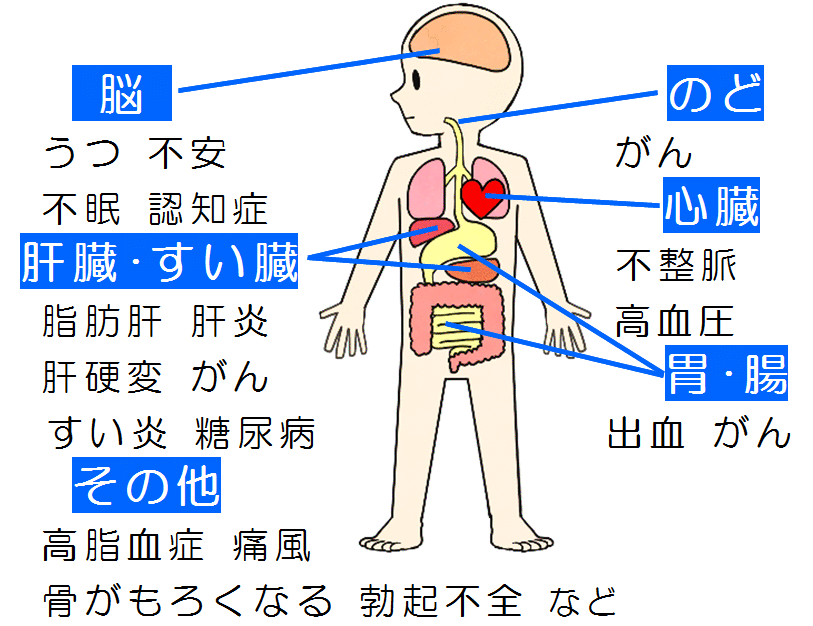 脳
うつ 不安
不眠 認知症
肝臓・すい臓
脂肪肝 肝炎
肝硬変 がん
すい炎 糖尿病
その他
高脂血症 痛風
骨がもろくなる 勃起不全 など
のど
がん
心臓
不整脈
高血圧
胃・腸
出血 がん